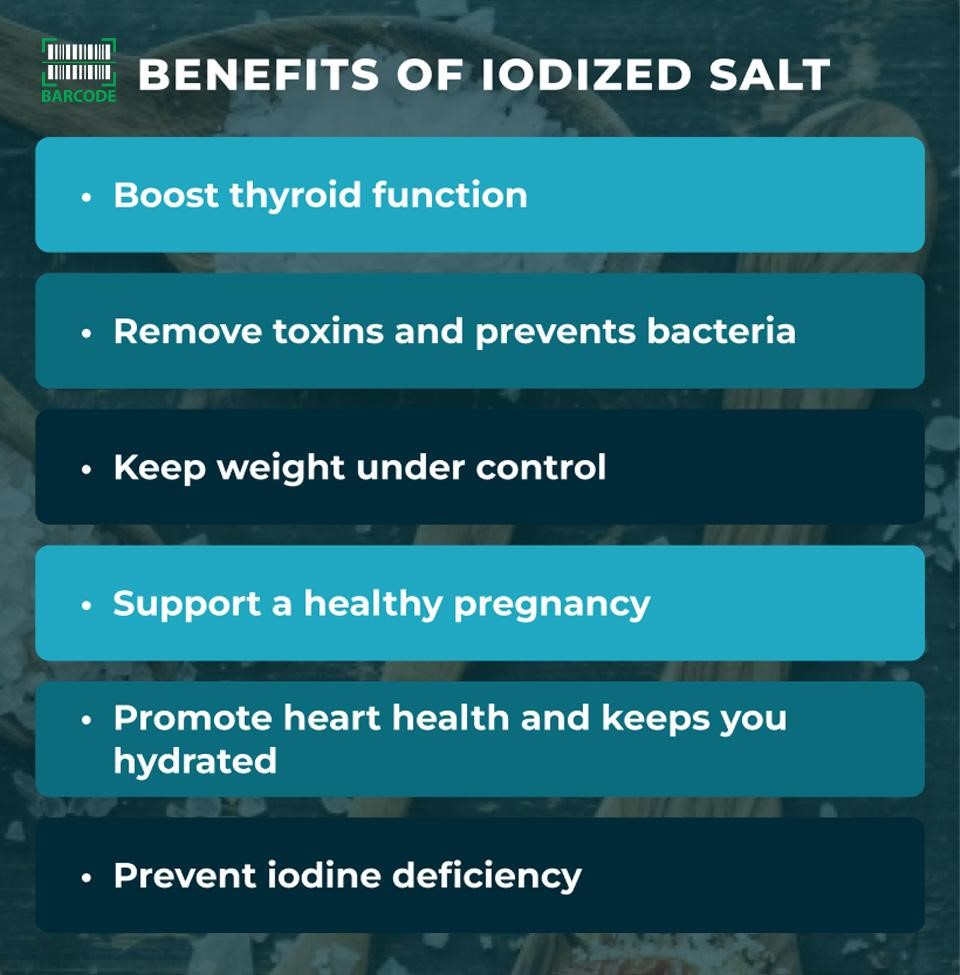 BARCODE
BENEFITS OF IODIZED SALT
• Boost thyroid function
• Remove toxins and prevents bacteria
• Keep weight under control
• Support a healthy pregnancy
• Promote heart health and keeps you
hydrated
• Prevent iodine deficiency